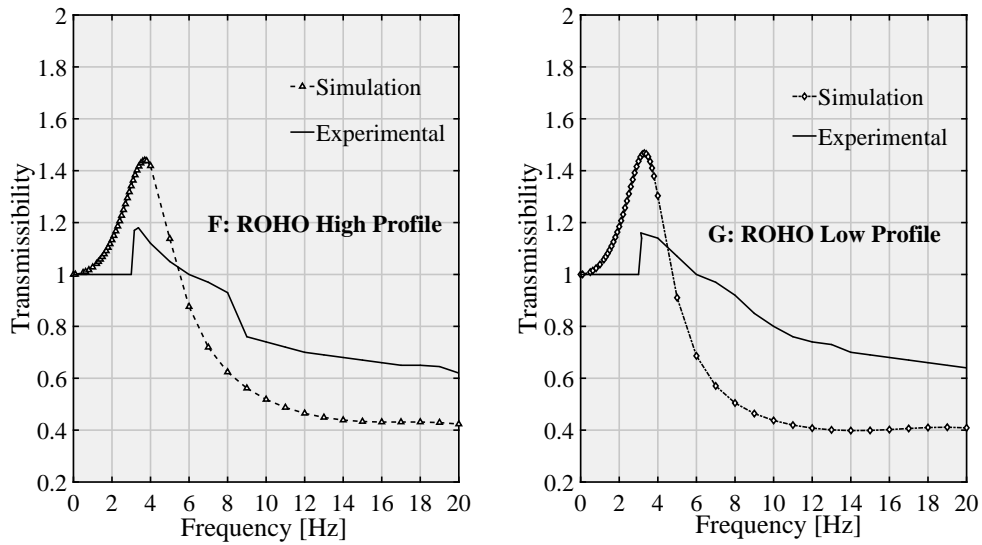 2
1.8
1.6
1.4
1.2
1
0.8
0.6
0.4
0.2
Transmissibility
Simulation
Experimental
F: ROHO High Profile
0 2 4 6 8 10 12 14 16 18 20
Frequency [Hz]
2
1.8
1.6
1.4
1.2
1
0.8
0.6
0.4
0.2
Transmissibility
Simulation
Experimental
G: ROHO Low Profile
0 2 4 6 8 10 12 14 16 18 20
Frequency [Hz]